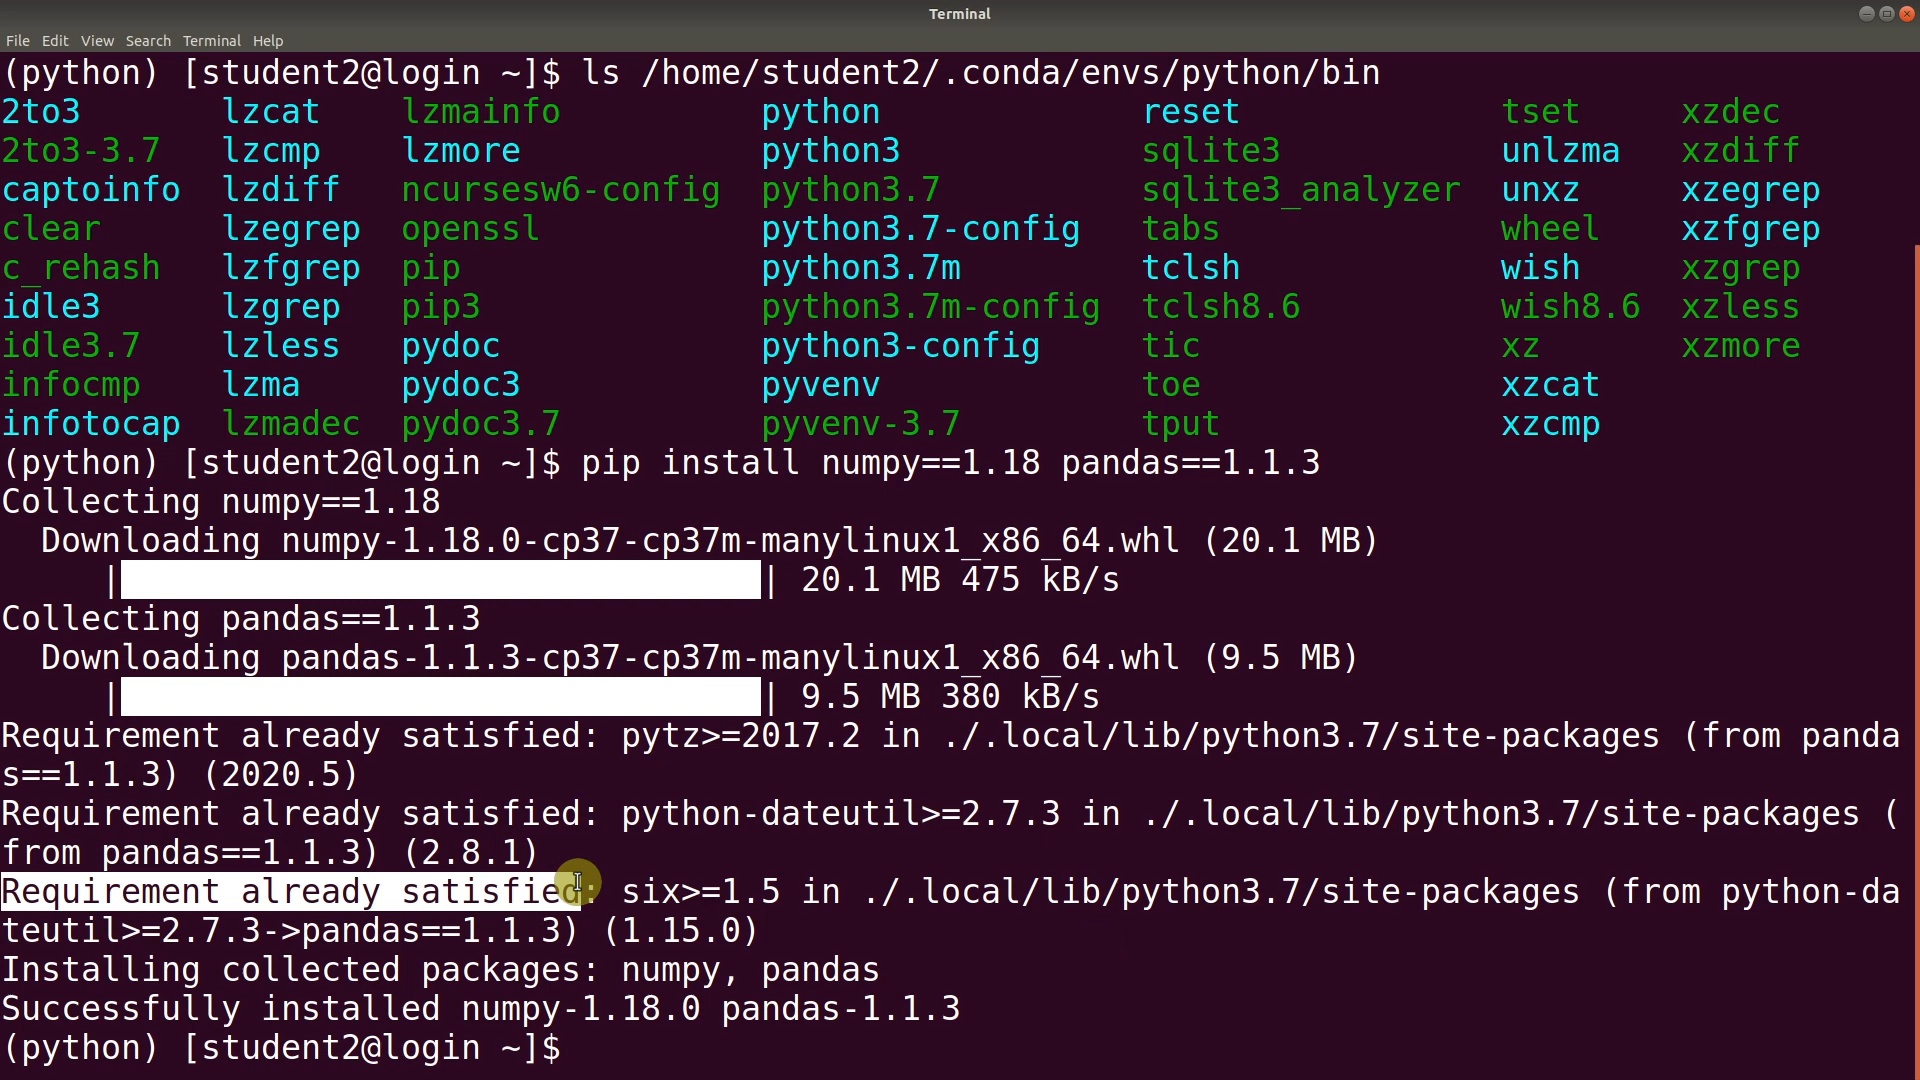 Terminal
File Edit View Search Terminal Help
(python) [student2@login ~]$ ls /home/student2/.conda/envs/python/bin
2to3 lzcat lzmainfo python reset tset xzdec
2to3-3.7 lzcmp lzmore python3 sqlite3 unlzma xzdiff
captoinfo lzdiff ncursesw6-config python3.7 sqlite3_analyzer unxz xzegrep
clear lzegrep openssl python3.7-config tabs wheel xzfgrep
c_rehash lzfgrep pip python3.7m tclsh wish xzgrep
idle3 lzgrep pip3 python3.7m-config tclsh8.6 wish8.6 xzless
idle3.7 lzless pydoc python3-config tic xz xzmore
infocmp lzma pydoc3 pyvenv toe xzcat
infotocap lzmadec pydoc3.7 pyvenv-3.7 tput xzcmp
(python) [student2@login ~]$ pip install numpy==1.18 pandas==1.1.3
Collecting numpy==1.18
Downloading numpy-1.18.0-cp37-cp37m-manylinux1_x86_64.whl (20.1 MB)
| | 20.1 MB 475 kB/s
Collecting pandas==1.1.3
Downloading pandas-1.1.3-cp37-cp37m-manylinux1_x86_64.whl (9.5 MB)
| | 9.5 MB 380 kB/s
Requirement already satisfied: pytz>=2017.2 in ./.local/lib/python3.7/site-packages (from panda
s==1.1.3) (2020.5)
Requirement already satisfied: python-dateutil>=2.7.3 in ./.local/lib/python3.7/site-packages (
from pandas==1.1.3) (2.8.1)
Requirement already satisfied: six>=1.5 in ./.local/lib/python3.7/site-packages (from python-da
teutil>=2.7.3->pandas==1.1.3) (1.15.0)
Installing collected packages: numpy, pandas
Successfully installed numpy-1.18.0 pandas-1.1.3
(python) [student2@login ~]$